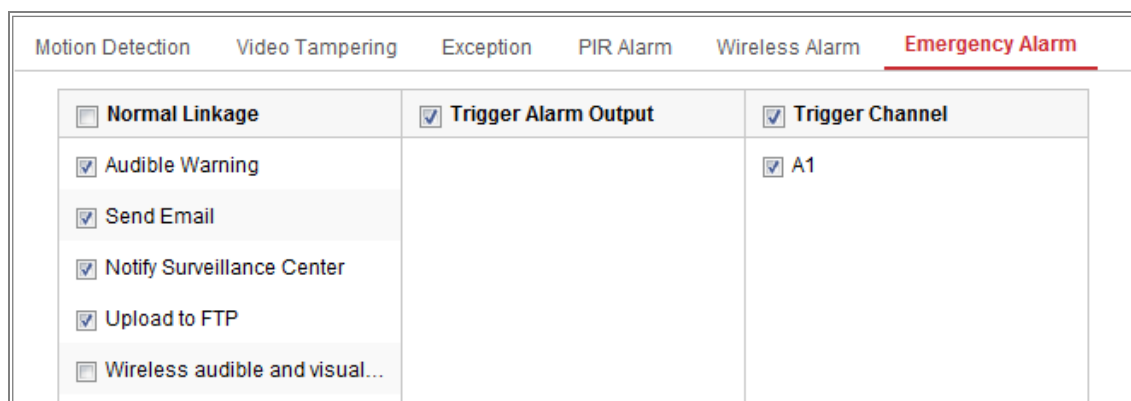 Motion Detection Video Tampering Exception PIR Alarm Wireless Alarm Emergency Alarm
Normal Linkage Trigger Alarm Output Trigger Channel
Audible Warning A1
Send Email
Notify Surveillance Center
Upload to FTP
Wireless audible and visual...